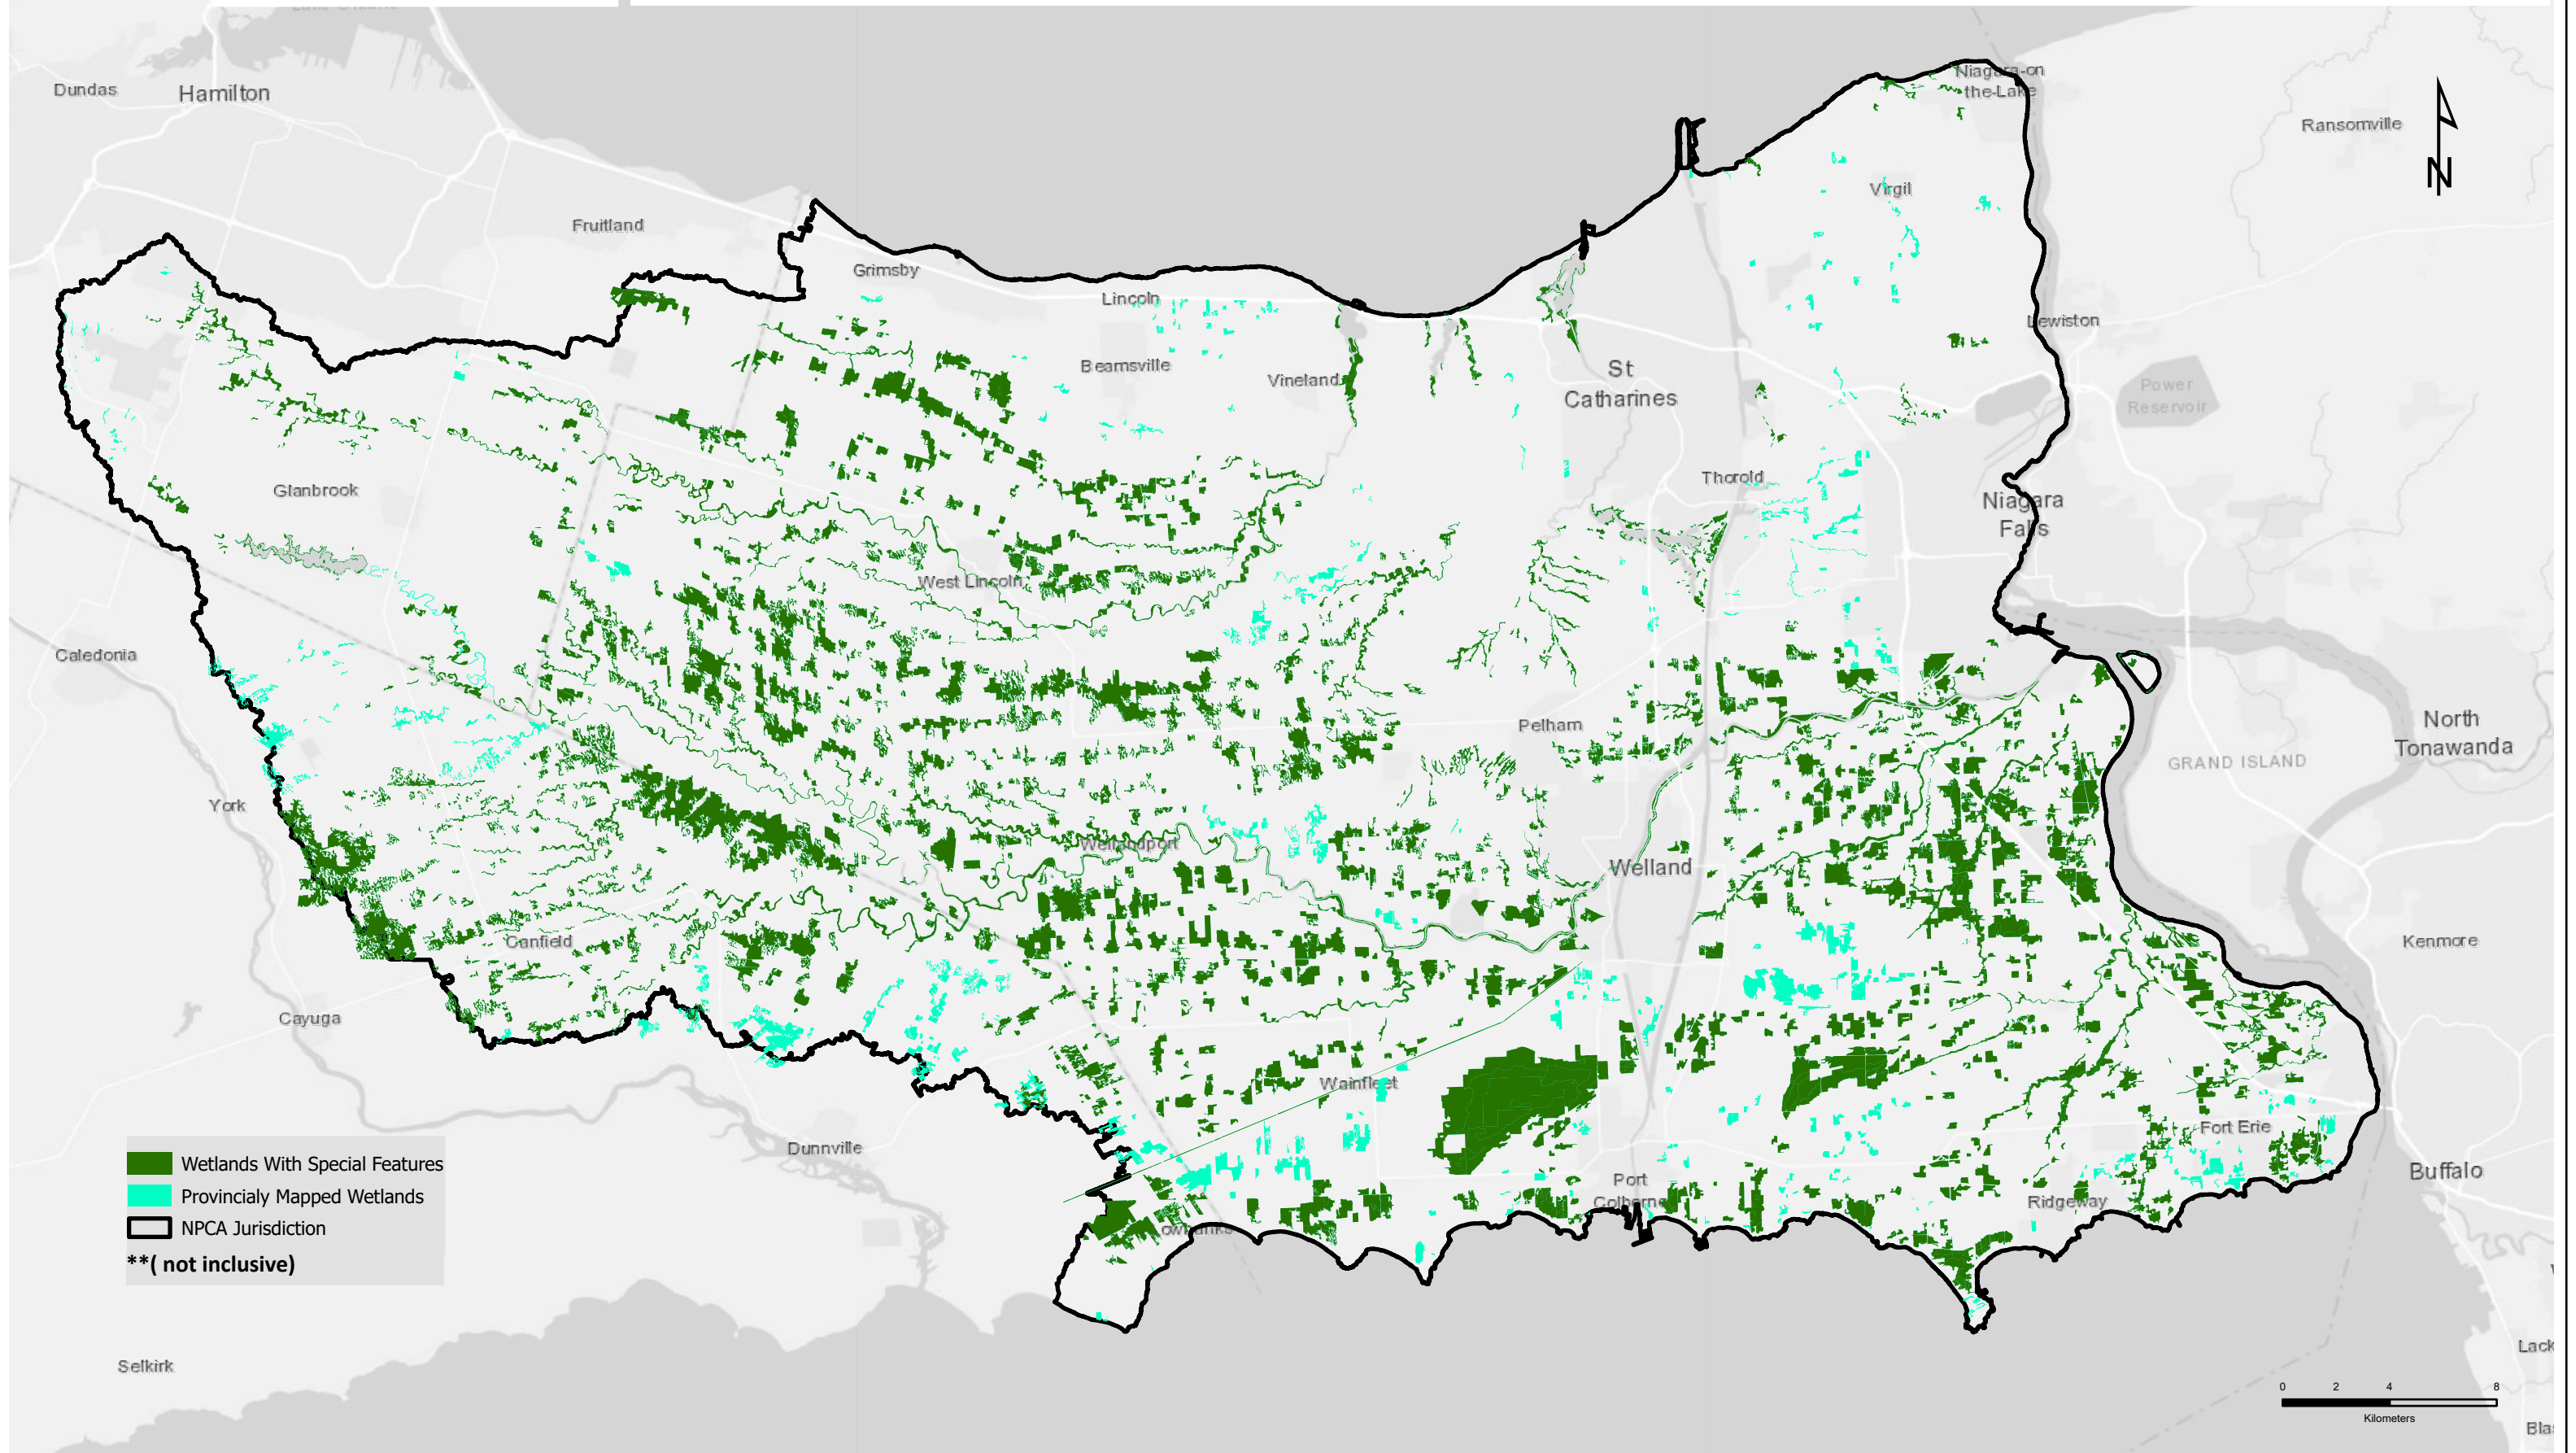 Dundas
Hamilton
Niagara-on
the-Lake
Ransomville
N
Virgil
Fruitland
Grimsby
Lincoln
Lewiston
Beamsville
Vineland
St
Catharines
Power
Reservoir
Thorold
Glanbrook
Niagara
Falls
West Lincoln
Caledonia
Pelham
North
Tonawanda
GRAND ISLAND
York
Wellandport
Welland
Canfield
Kenmore
Cayuga
Wainfleet
Fort Erie
Dunnville
Buffalo
Port
Colborne
Ridgeway
Wetlands With Special Features
Provincialy Mapped Wetlands
NPCA Jurisdiction
**( not inclusive)
Selkirk
Lack
0 2 4 8
Kilometers
Blas